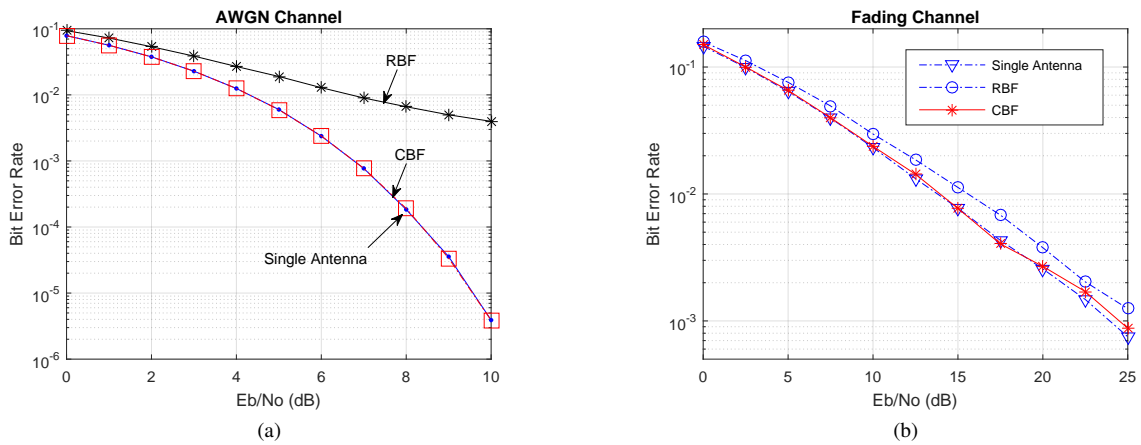 AWGN Channel
10^-1
10^-2
10^-3
10^-4
10^-5
10^-6
Bit Error Rate
RBF
CBF
Single Antenna
0 2 4 6 8 10
Eb/No (dB)
(a)
Fading Channel
10^-1
10^-2
10^-3
Bit Error Rate
Single Antenna
RBF
CBF
0 5 10 15 20 25
Eb/No (dB)
(b)